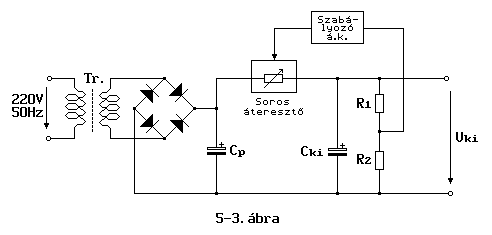 Szabá-
lyozó
á.k.
Tr.
220V
50Hz
Soros
áteresztő
R1
R2
+
Cp
+
Cki
Uki
5-3. ábra